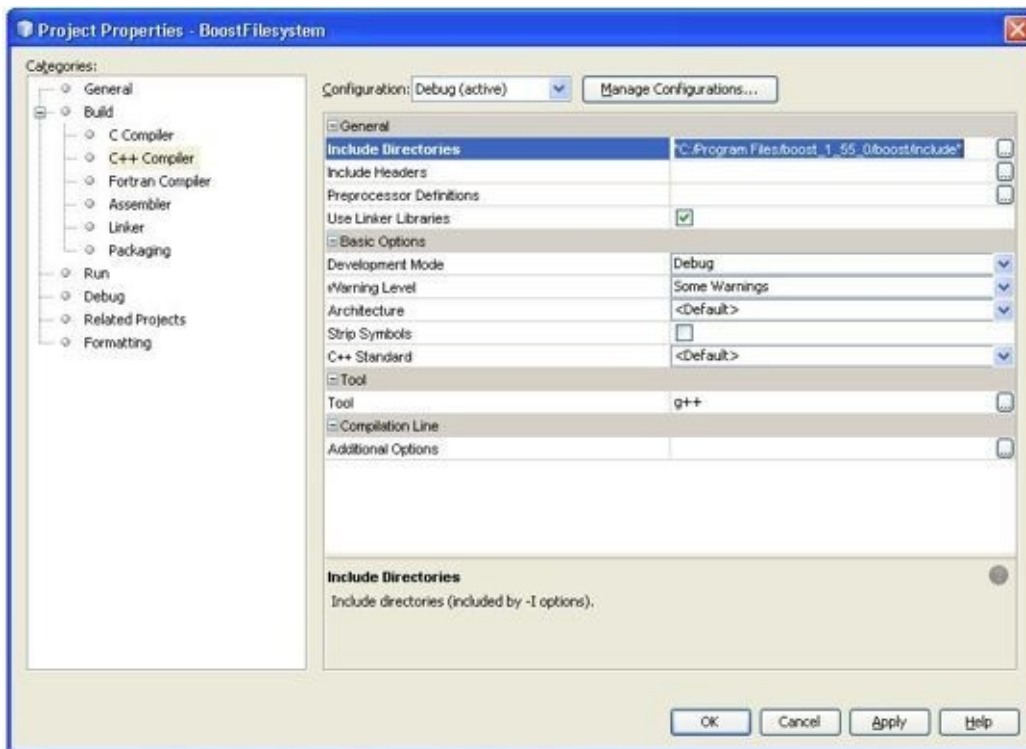 Project Properties - BoostFilesystem
Categories:
General
Build
C Compiler
C++ Compiler
Fortran Compiler
Assembler
Linker
Packaging
Run
Debug
Related Projects
Formatting
Configuration: Debug (active) Manage Configurations...
General
Include Directories "C:/Program Files/boost_1_55_0/boost/include" ...
Include Headers ...
Preprocessor Definitions ...
Use Linker Libraries
Basic Options
Development Mode Debug
Warning Level Some Warnings
Architecture <Default>
Strip Symbols
C++ Standard <Default>
Tool
Tool g++ ...
Compilation Line
Additional Options ...
Include Directories
Include directories (included by -I options).
OK Cancel Apply Help